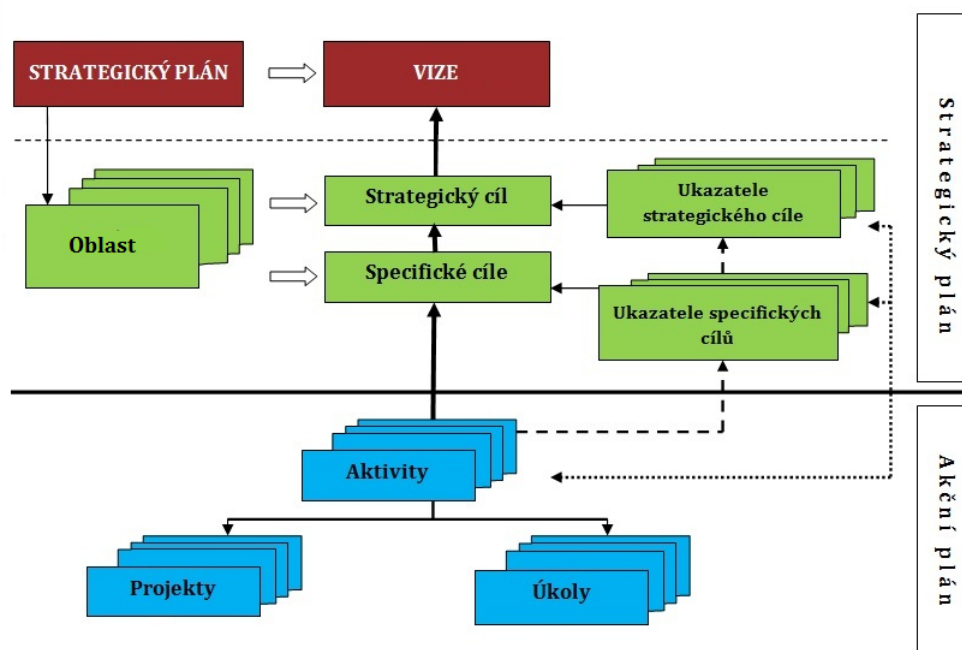 STRATEGICKÝ PLÁN
VIZE
Strategický cíl
Ukazatele
strategického cíle
Oblast
Specifické cíle
Ukazatele specifických
cílů
Strategický plán
Aktivity
Projekty
Úkoly
Akční plán